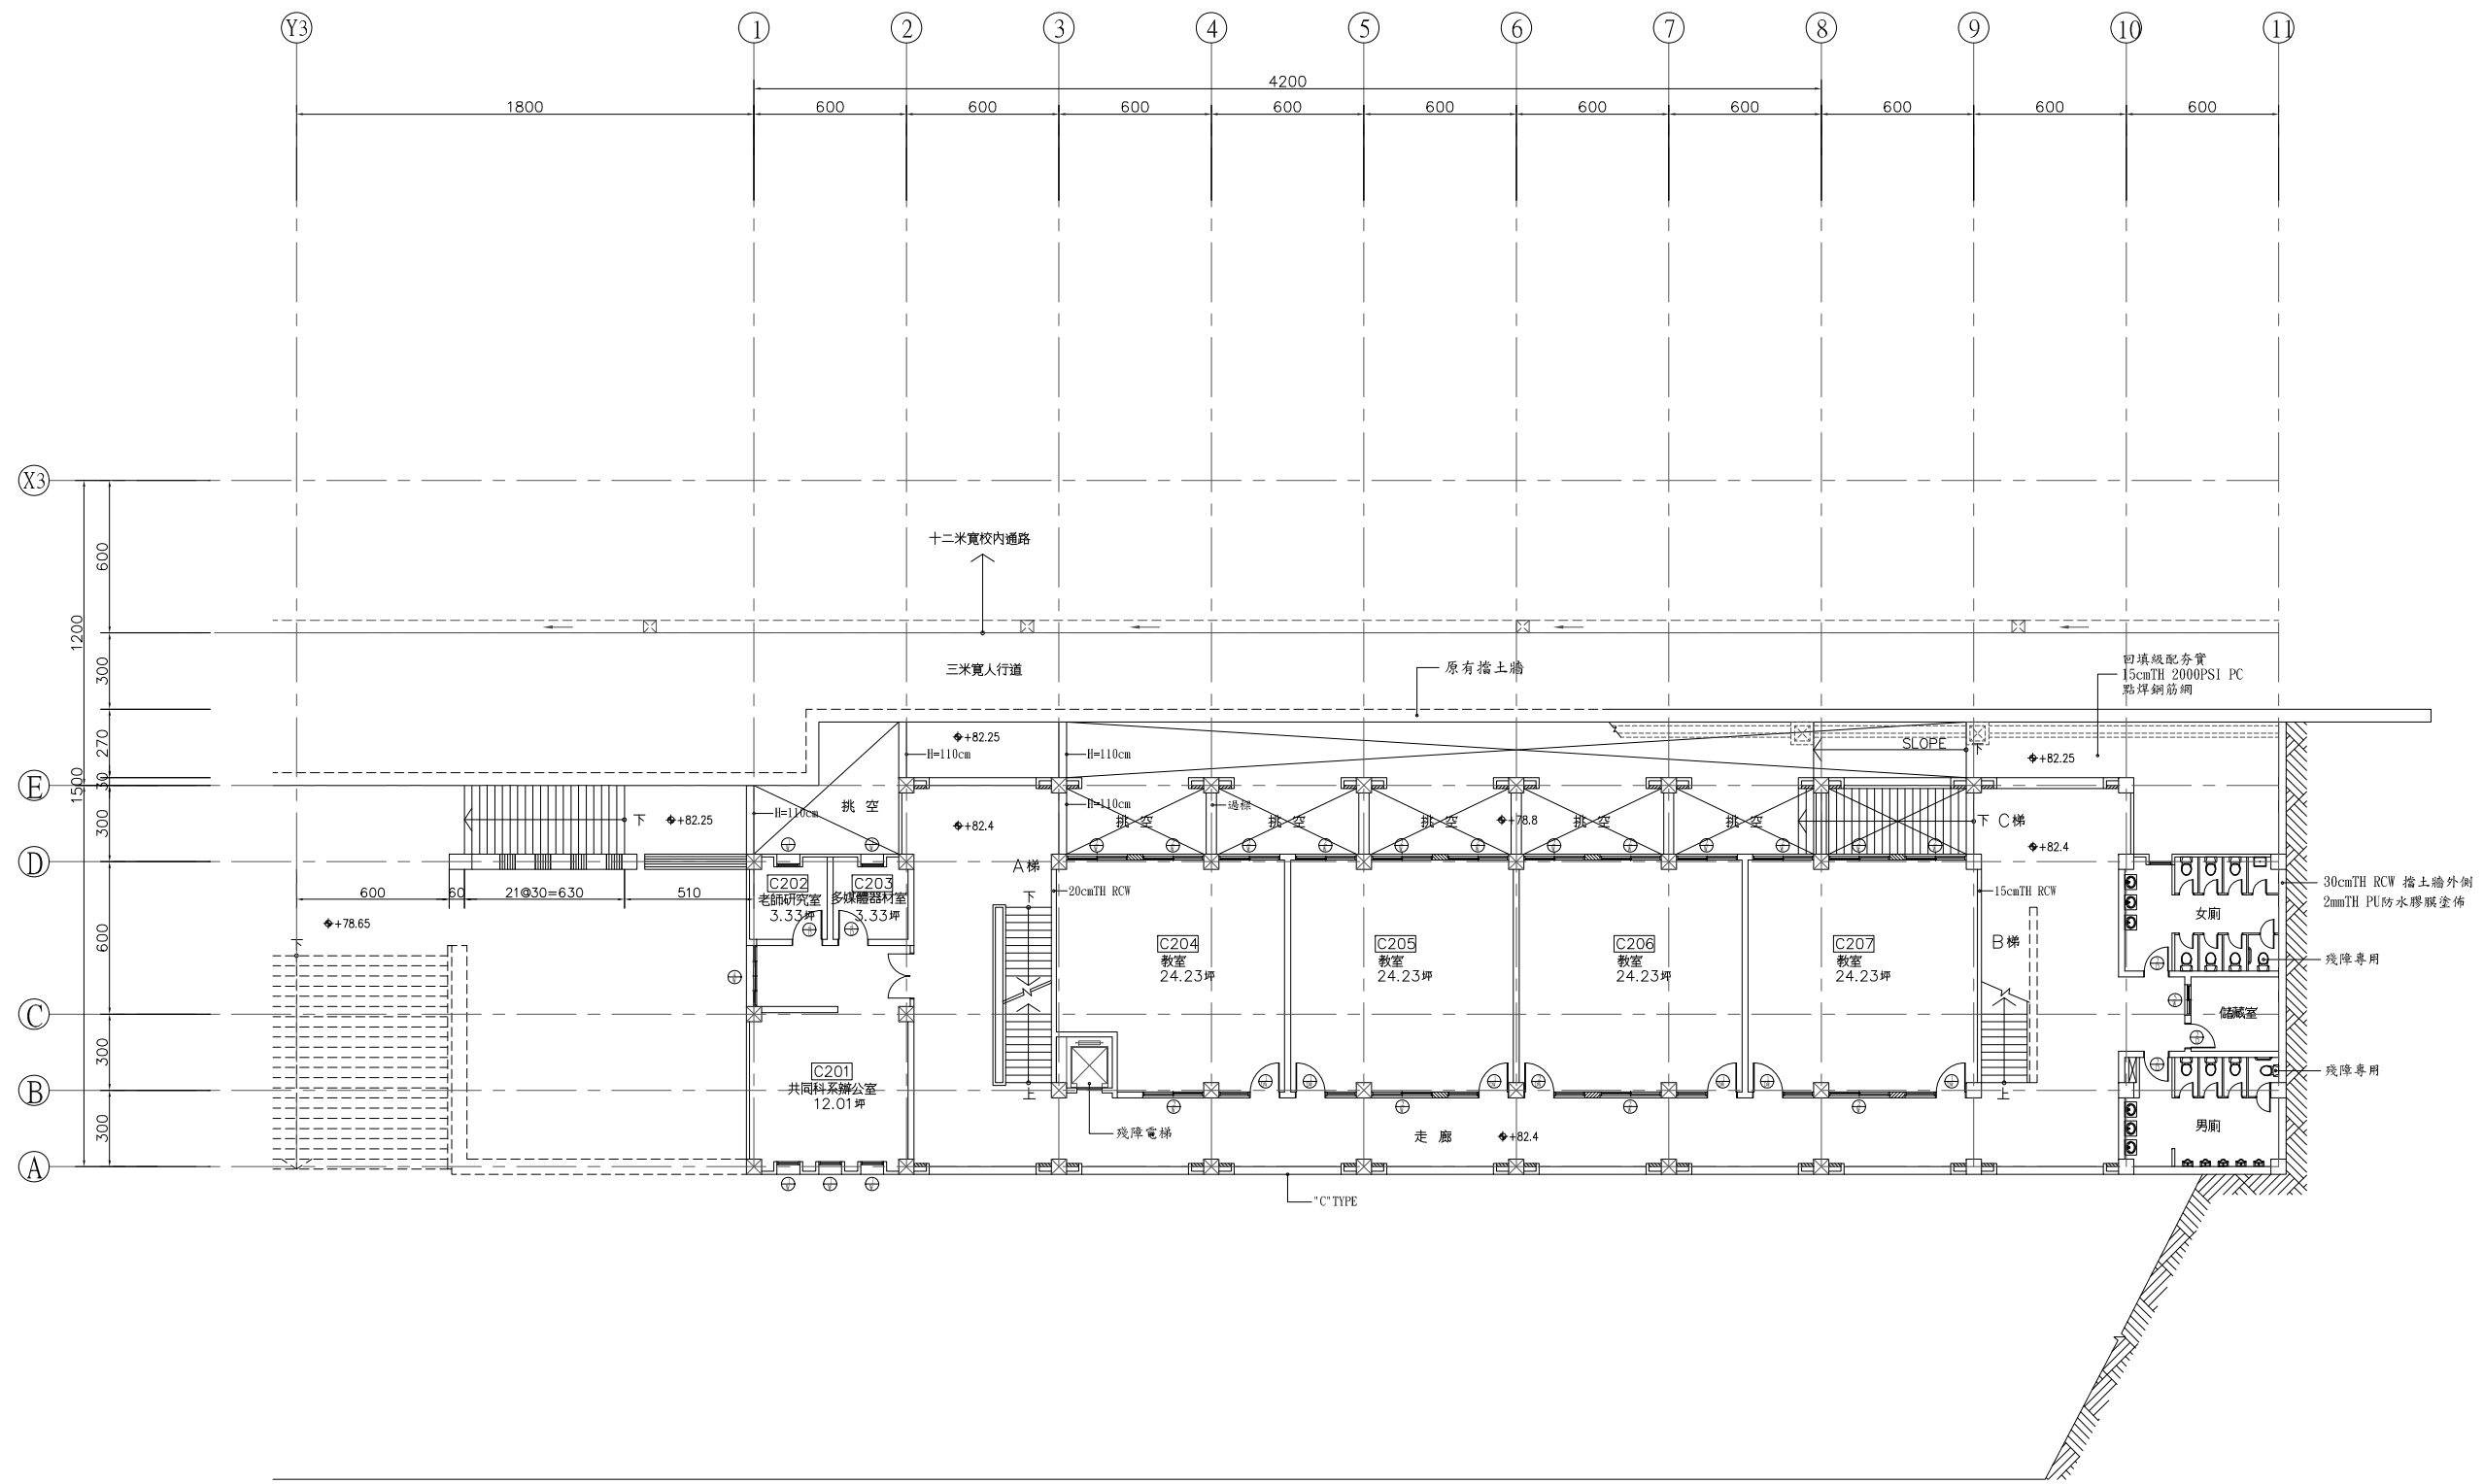 Y3 1 2 3 4 5 6 7 8 9 10 11
4200
1800 600 600 600 600 600 600 600 600 600 600
X3
600
十二米寬校內通路
1200
300
三米寬人行道
原有擋土牆
回填級配夯實
15cmTH 2000PSI PC
點焊鋼筋網
270
+82.25
H=110cm
H=110cm
SLOPE
下
+82.25
E
30
1500
300
下
+82.25
H=110cm
挑 空
+82.4
H=110cm
挑 空
過樑
挑 空
挑 空
+78.8
挑 空
挑 空
下
C梯
+82.4
D
A梯
600 60 21@30=630 510
C202
老師研究室
3.33坪
C203
多媒體器材室
3.33坪
下
20cmTH RCW
15cmTH RCW
30cmTH RCW 擋土牆外側
2mmTH PU防水膠膜塗佈
+78.65
下
600
女廁
C204
教室
24.23坪
C205
教室
24.23坪
C206
教室
24.23坪
C207
教室
24.23坪
B梯
殘障專用
C
儲藏室
300
C201
共同科系辦公室
12.01坪
殘障專用
B
上
上
300
殘障電梯
走 廊
+82.4
男廁
A
"C"TYPE